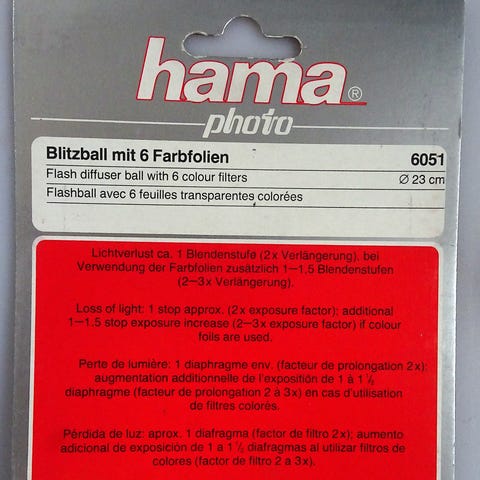 hama®
photo
Blitzball mit 6 Farbfolien 6051
Flash diffuser ball with 6 colour filters ⌀ 23 cm
Flashball avec 6 feuilles transparentes colorées
Lichtverlust ca. 1 Blendenstufe (2x Verlängerung), bei
Verwendung der Farbfolien zusätzlich 1–1,5 Blendenstufen
(2–3x Verlängerung).
Loss of light: 1 stop approx. (2x exposure factor); additional
1–1.5 stop exposure increase (2–3x exposure factor) if colour
foils are used.
Perte de lumière: 1 diaphragme env. (facteur de prolongation 2x);
augmentation additionnelle de l'exposition de 1 à 1½
diaphragme (facteur de prolongation 2 à 3x) en cas d'utilisation
de filtres colorés.
Pérdida de luz: aprox. 1 diafragma (factor de filtro 2x); aumento
adicional de exposición de 1 a 1½ diafragmas al utilizar filtros de
colores (factor de filtro 2 a 3x).